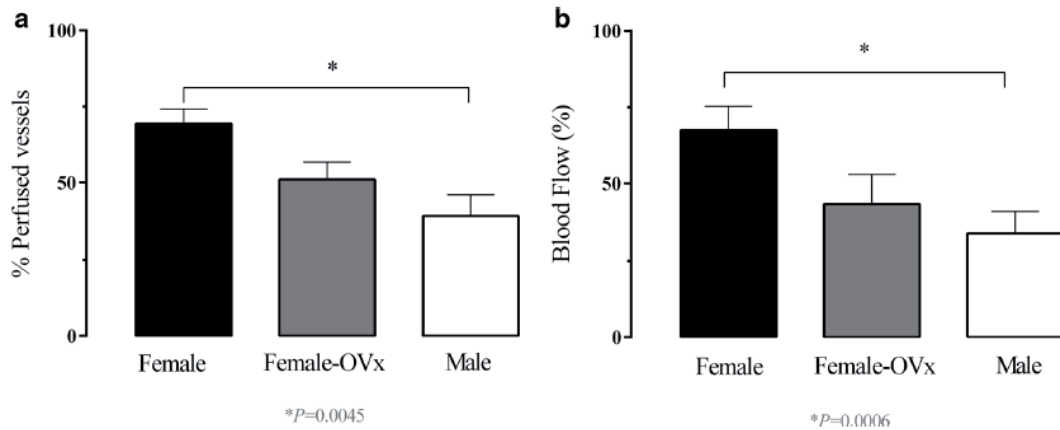 a
100
50
0
% Perfused vessels
*
Female
Female-OVx
Male
*P=0.0045
b
100
50
0
Blood Flow (%)
*
Female
Female-OVx
Male
*P=0.0006